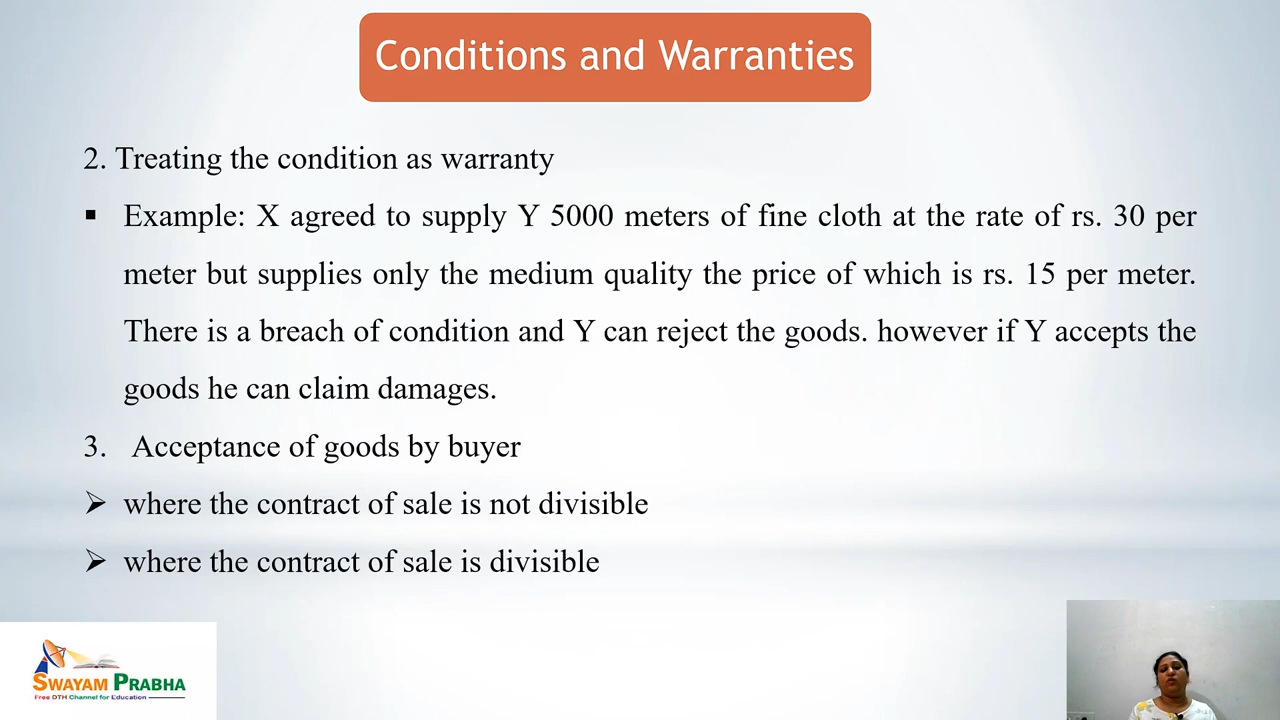 Conditions and Warranties
2. Treating the condition as warranty
▪ Example: X agreed to supply Y 5000 meters of fine cloth at the rate of rs. 30 per
meter but supplies only the medium quality the price of which is rs. 15 per meter.
There is a breach of condition and Y can reject the goods. however if Y accepts the
goods he can claim damages.
3. Acceptance of goods by buyer
➢ where the contract of sale is not divisible
➢ where the contract of sale is divisible
SWAYAM PRABHA
Free DTH Channel for Education